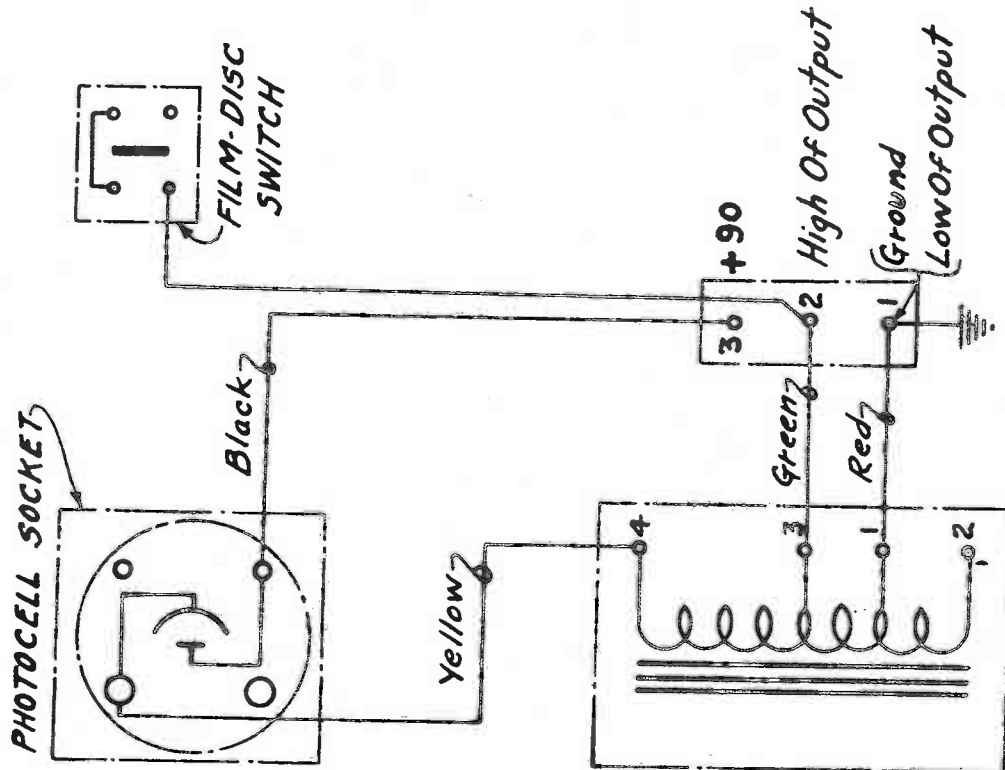 PHOTOCELL SOCKET
FILM-DISC
SWITCH
Black
Yellow
+90
3
2
High Of Output
1
Ground
Low Of Output
Green
Red
4
3
1
2